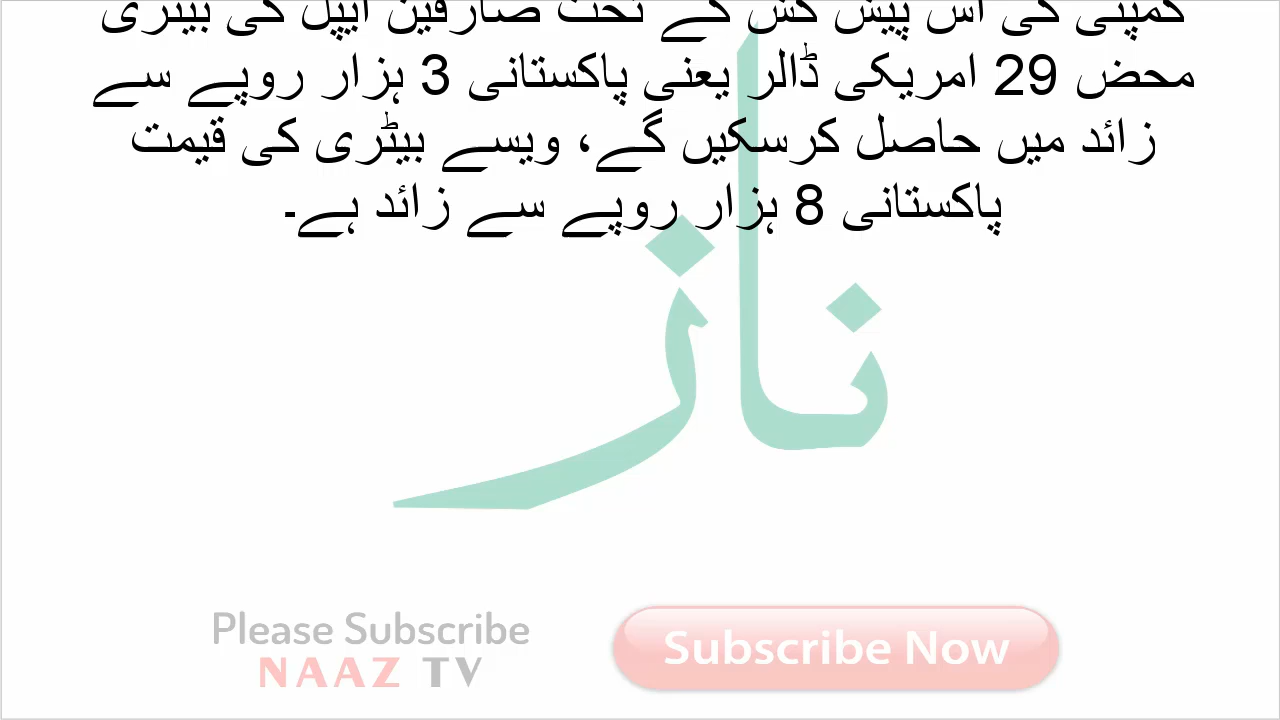 کمپنی کی اس پیش کش کے تحت صارفین ایپل کی بیٹری
محض 29 امریکی ڈالر یعنی پاکستانی 3 ہزار روپے سے
زائد میں حاصل کرسکیں گے، ویسے بیٹری کی قیمت
پاکستانی 8 ہزار روپے سے زائد ہے۔
ناز
Please Subscribe
NAAZ TV
Subscribe Now